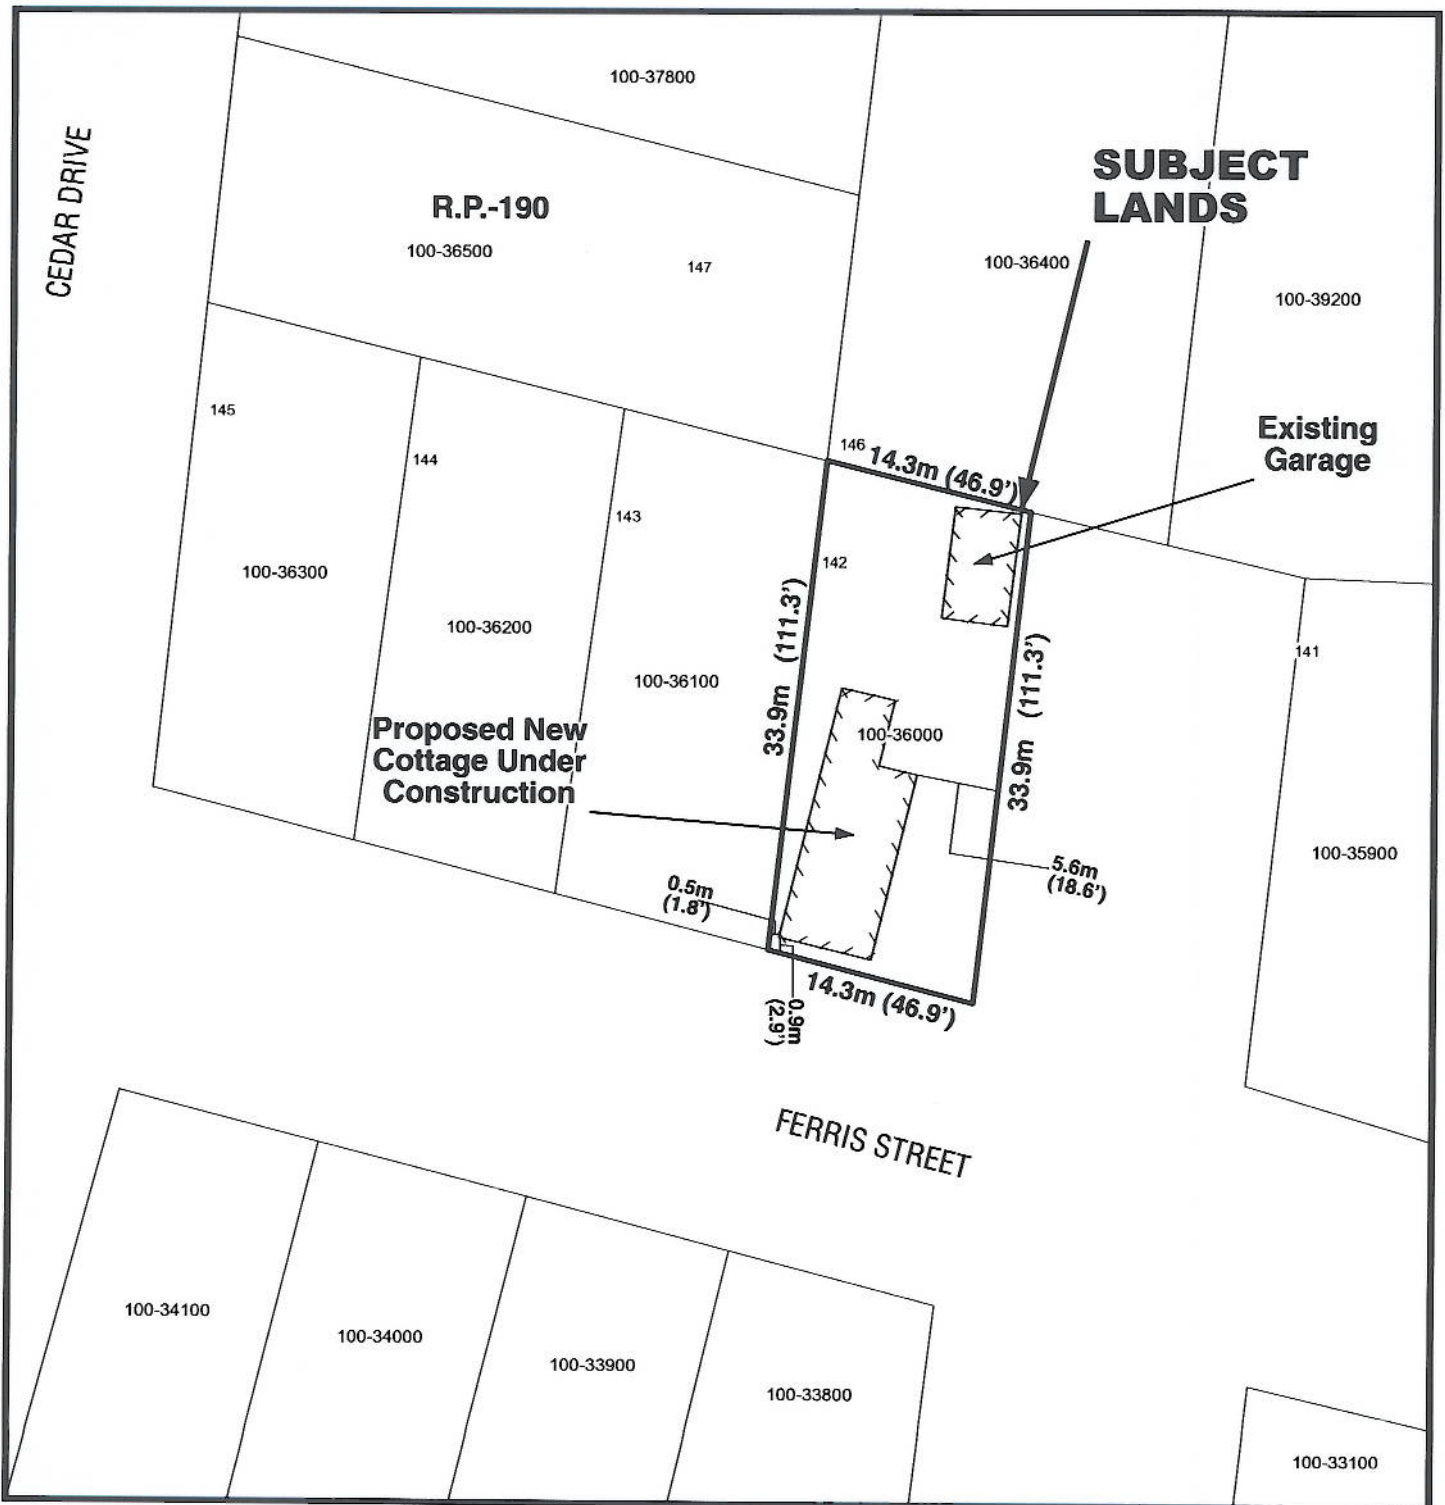 100-37800
CEDAR DRIVE
SUBJECT
LANDS
R.P.-190
100-36500
147
100-36400
100-39200
145
144
146
14.3m (46.9')
Existing
Garage
143
142
100-36300
100-36200
100-36100
33.9m (111.3')
33.9m (111.3')
141
Proposed New
Cottage Under
Construction
100-36000
100-35900
5.6m
(18.6')
0.5m
(1.8')
14.3m (46.9')
0.9m
(2.9')
FERRIS STREET
100-34100
100-34000
100-33900
100-33800
100-33100